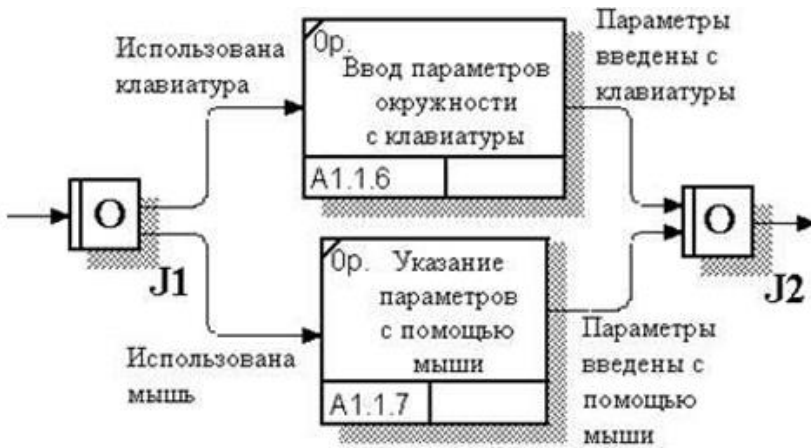 Использована
клавиатура
0р.
Ввод параметров
окружности
с клавиатуры
A1.1.6
Параметры
введены с
клавиатуры
O
J1
O
J2
0р.
Указание
параметров
с помощью
мыши
A1.1.7
Использована
мышь
Параметры
введены с
помощью
мыши